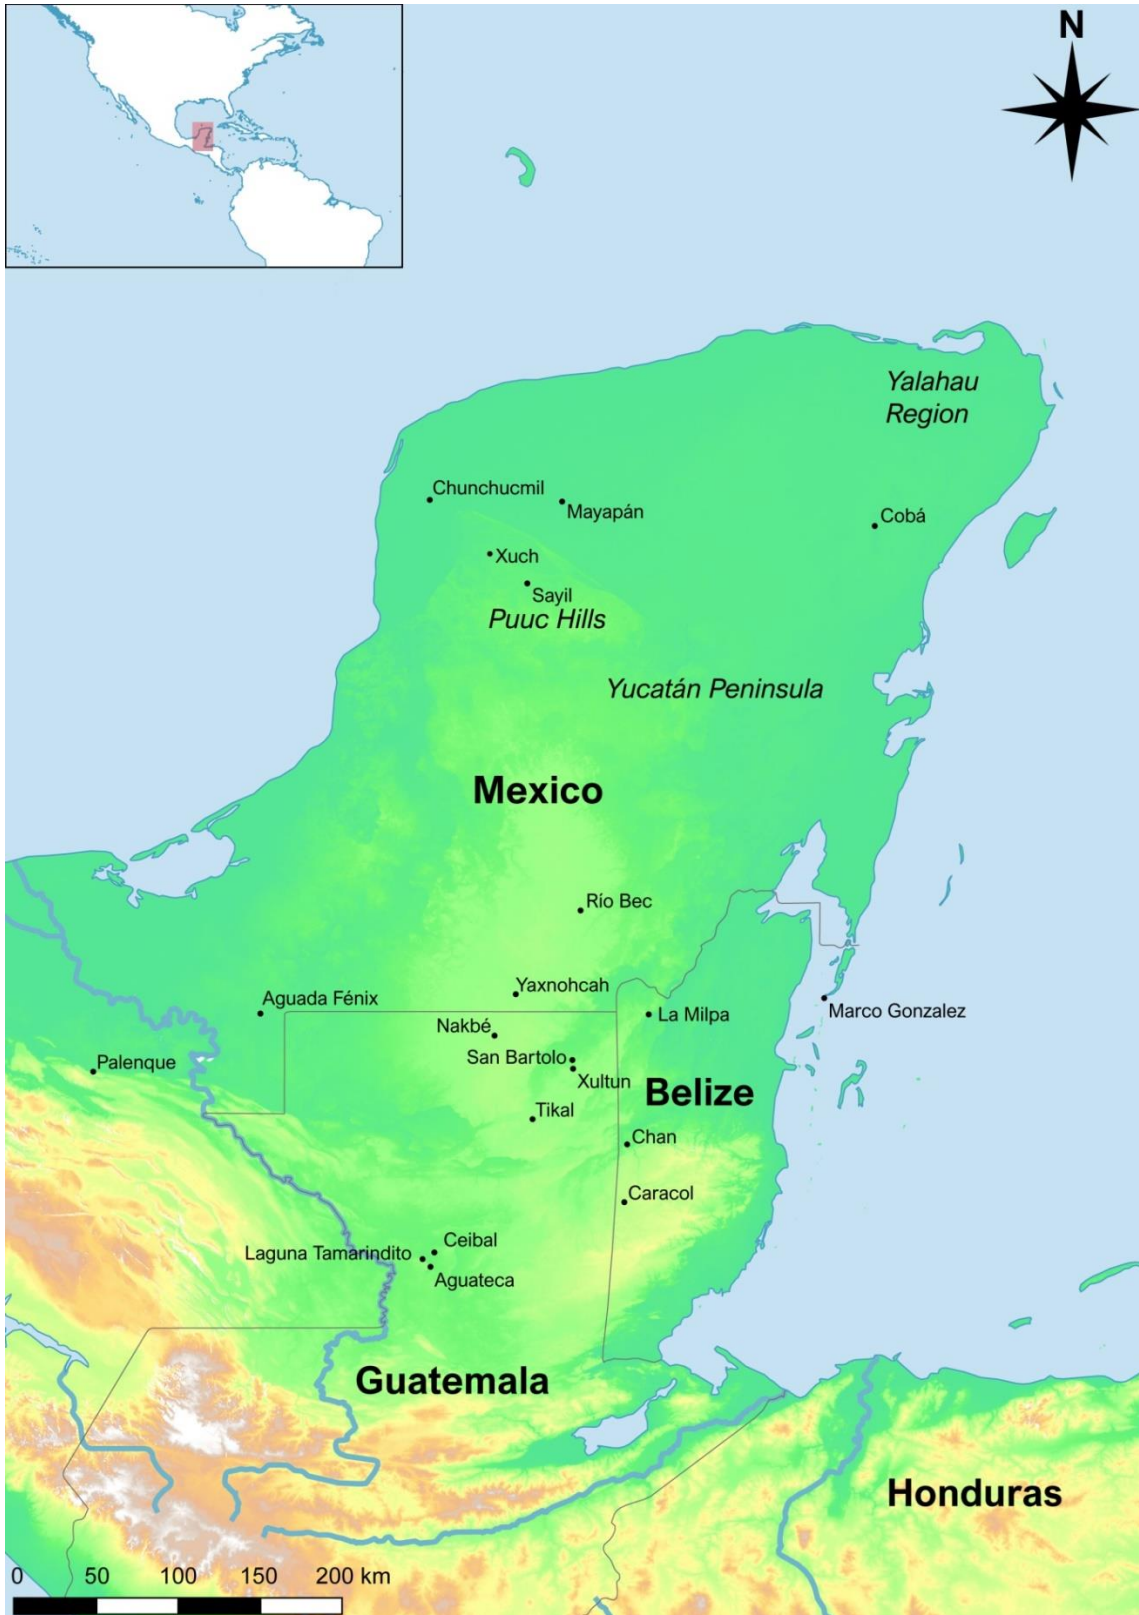 N
Yalahau
Region
Chunchucmil
Mayapán
Cobá
Xuch
Sayil
Puuc Hills
Yucatán Peninsula
Mexico
Río Bec
Yaxnohcah
Aguada Fénix
La Milpa
Marco Gonzalez
Nakbé
San Bartolo
Palenque
Xultun
Belize
Tikal
Chan
Caracol
Ceibal
Laguna Tamarindito
Aguateca
Guatemala
Honduras
0 50 100 150 200 km